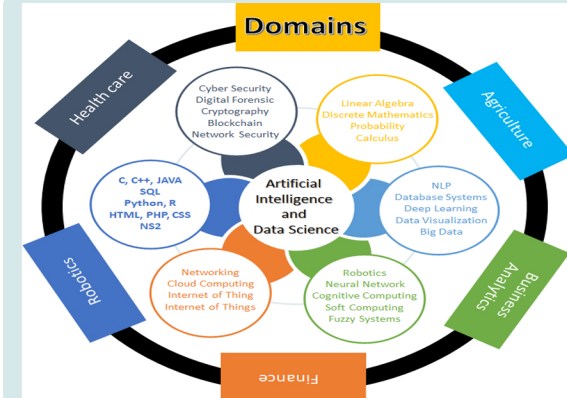 Domains
Health care
Agriculture
Cyber Security
Digital Forensic
Cryptography
Blockchain
Network Security
Linear Algebra
Discrete Mathematics
Probability
Calculus
C, C++, JAVA
SQL
Python, R
HTML, PHP, CSS
NS2
Artificial
Intelligence
and
Data Science
NLP
Database Systems
Deep Learning
Data Visualization
Big Data
Networking
Cloud Computing
Internet of Thing
Internet of Things
Robotics
Neural Network
Cognitive Computing
Soft Computing
Fuzzy Systems
Robotics
Business
Analytics
Finance